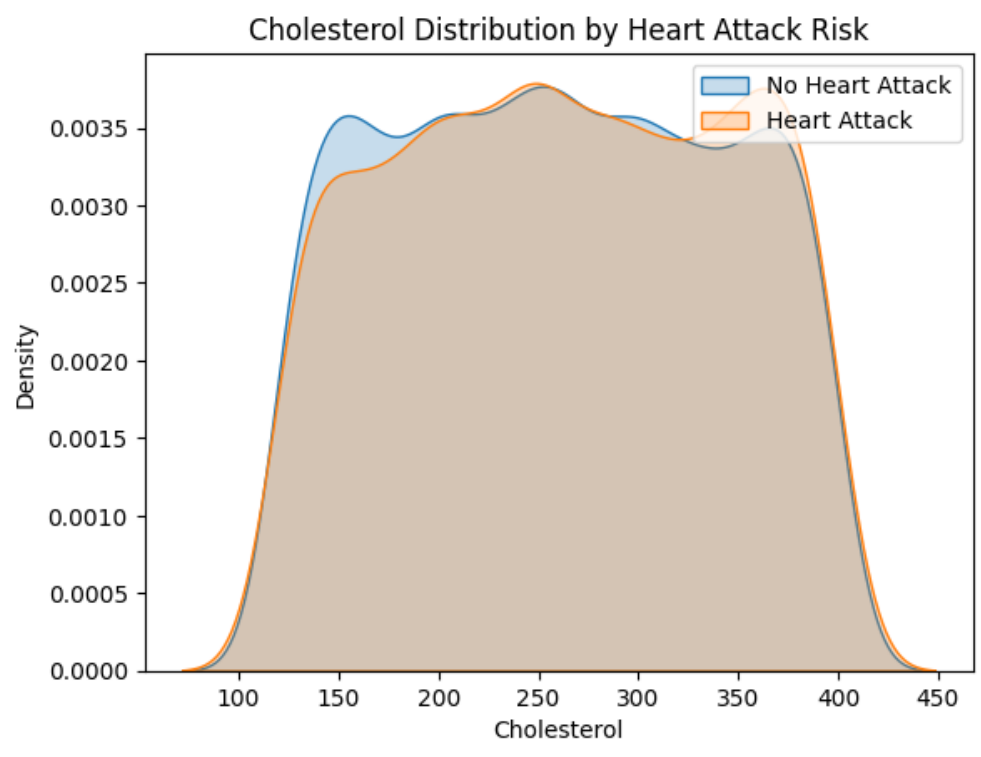 Cholesterol Distribution by Heart Attack Risk
No Heart Attack
Heart Attack
0.0035
0.0030
0.0025
0.0020
0.0015
0.0010
0.0005
0.0000
Density
100 150 200 250 300 350 400 450
Cholesterol